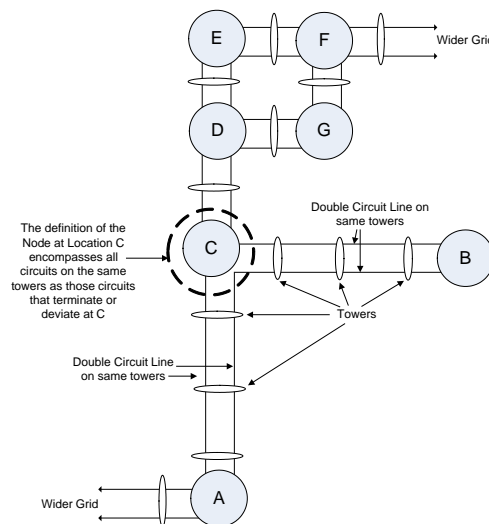 E
F
Wider Grid
D
G
The definition of the
Node at Location C
encompasses all
circuits on the same
towers as those circuits
that terminate or
deviate at C
Double Circuit Line on
same towers
C
B
Towers
Double Circuit Line
on same towers
A
Wider Grid